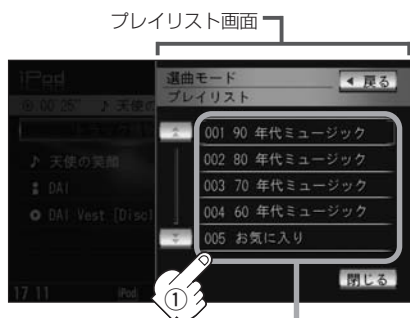 プレイリスト画面
iPod
選曲モード
◀ 戻る
プレイリスト
00'25" ♪ 天使の
001 90 年代ミュージック
002 80 年代ミュージック
♪ 天使の笑顔
003 70 年代ミュージック
DAI
004 60 年代ミュージック
DAI Vest [Disc1
005 お気に入り
閉じる
17 11
iPod
①